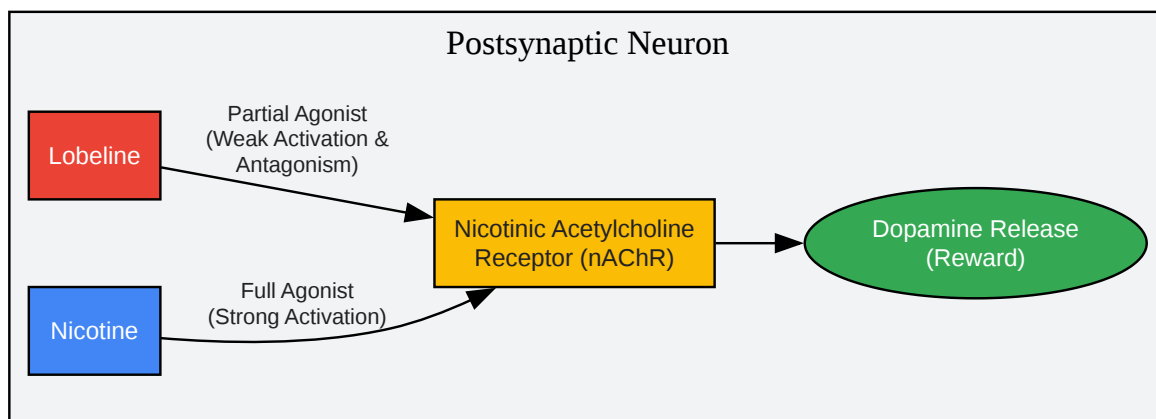 Postsynaptic Neuron
Partial Agonist
(Weak Activation &
Antagonism)
Lobeline
Nicotinic Acetylcholine
Receptor (nAChR)
Dopamine Release
(Reward)
Full Agonist
(Strong Activation)
Nicotine